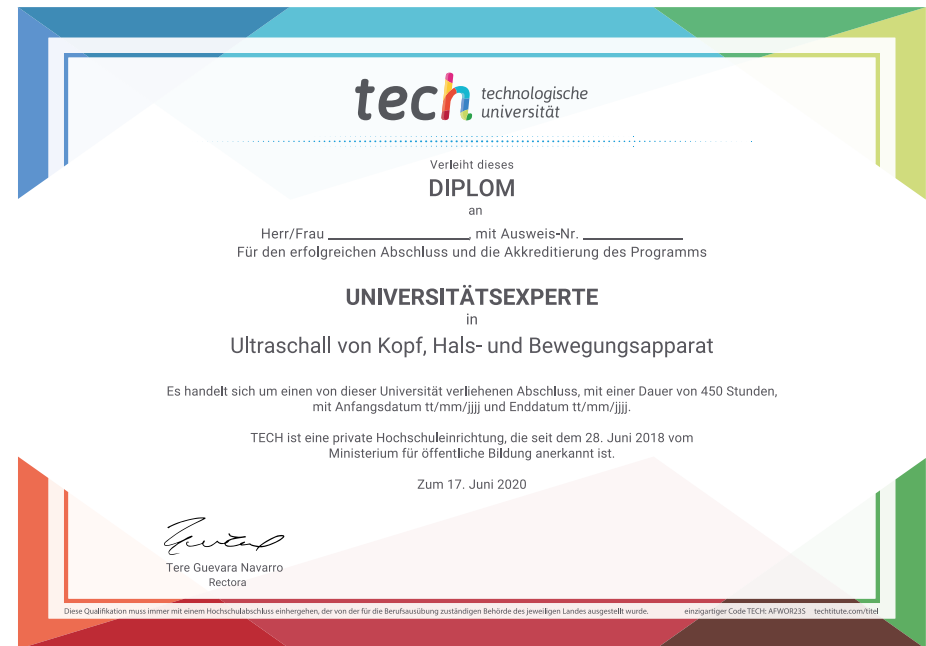 tech technologische
universität
Verleiht dieses
DIPLOM
an
Herr/Frau ____________, mit Ausweis-Nr. ____________
Für den erfolgreichen Abschluss und die Akkreditierung des Programms
UNIVERSITÄTSEXPERTE
in
Ultraschall von Kopf, Hals- und Bewegungsapparat
Es handelt sich um einen von dieser Universität verliehenen Abschluss, mit einer Dauer von 450 Stunden,
mit Anfangsdatum tt/mm/jjjj und Enddatum tt/mm/jjjj.
TECH ist eine private Hochschuleinrichtung, die seit dem 28. Juni 2018 vom
Ministerium für öffentliche Bildung anerkannt ist.
Zum 17. Juni 2020
Tere Guevara Navarro
Rectora
Diese Qualifikation muss immer mit einem Hochschulabschluss einhergehen, der von der für die Berufsausübung zuständigen Behörde des jeweiligen Landes ausgestellt wurde. einzigartiger Code TECH: AFWOR23S techtitute.com/titel